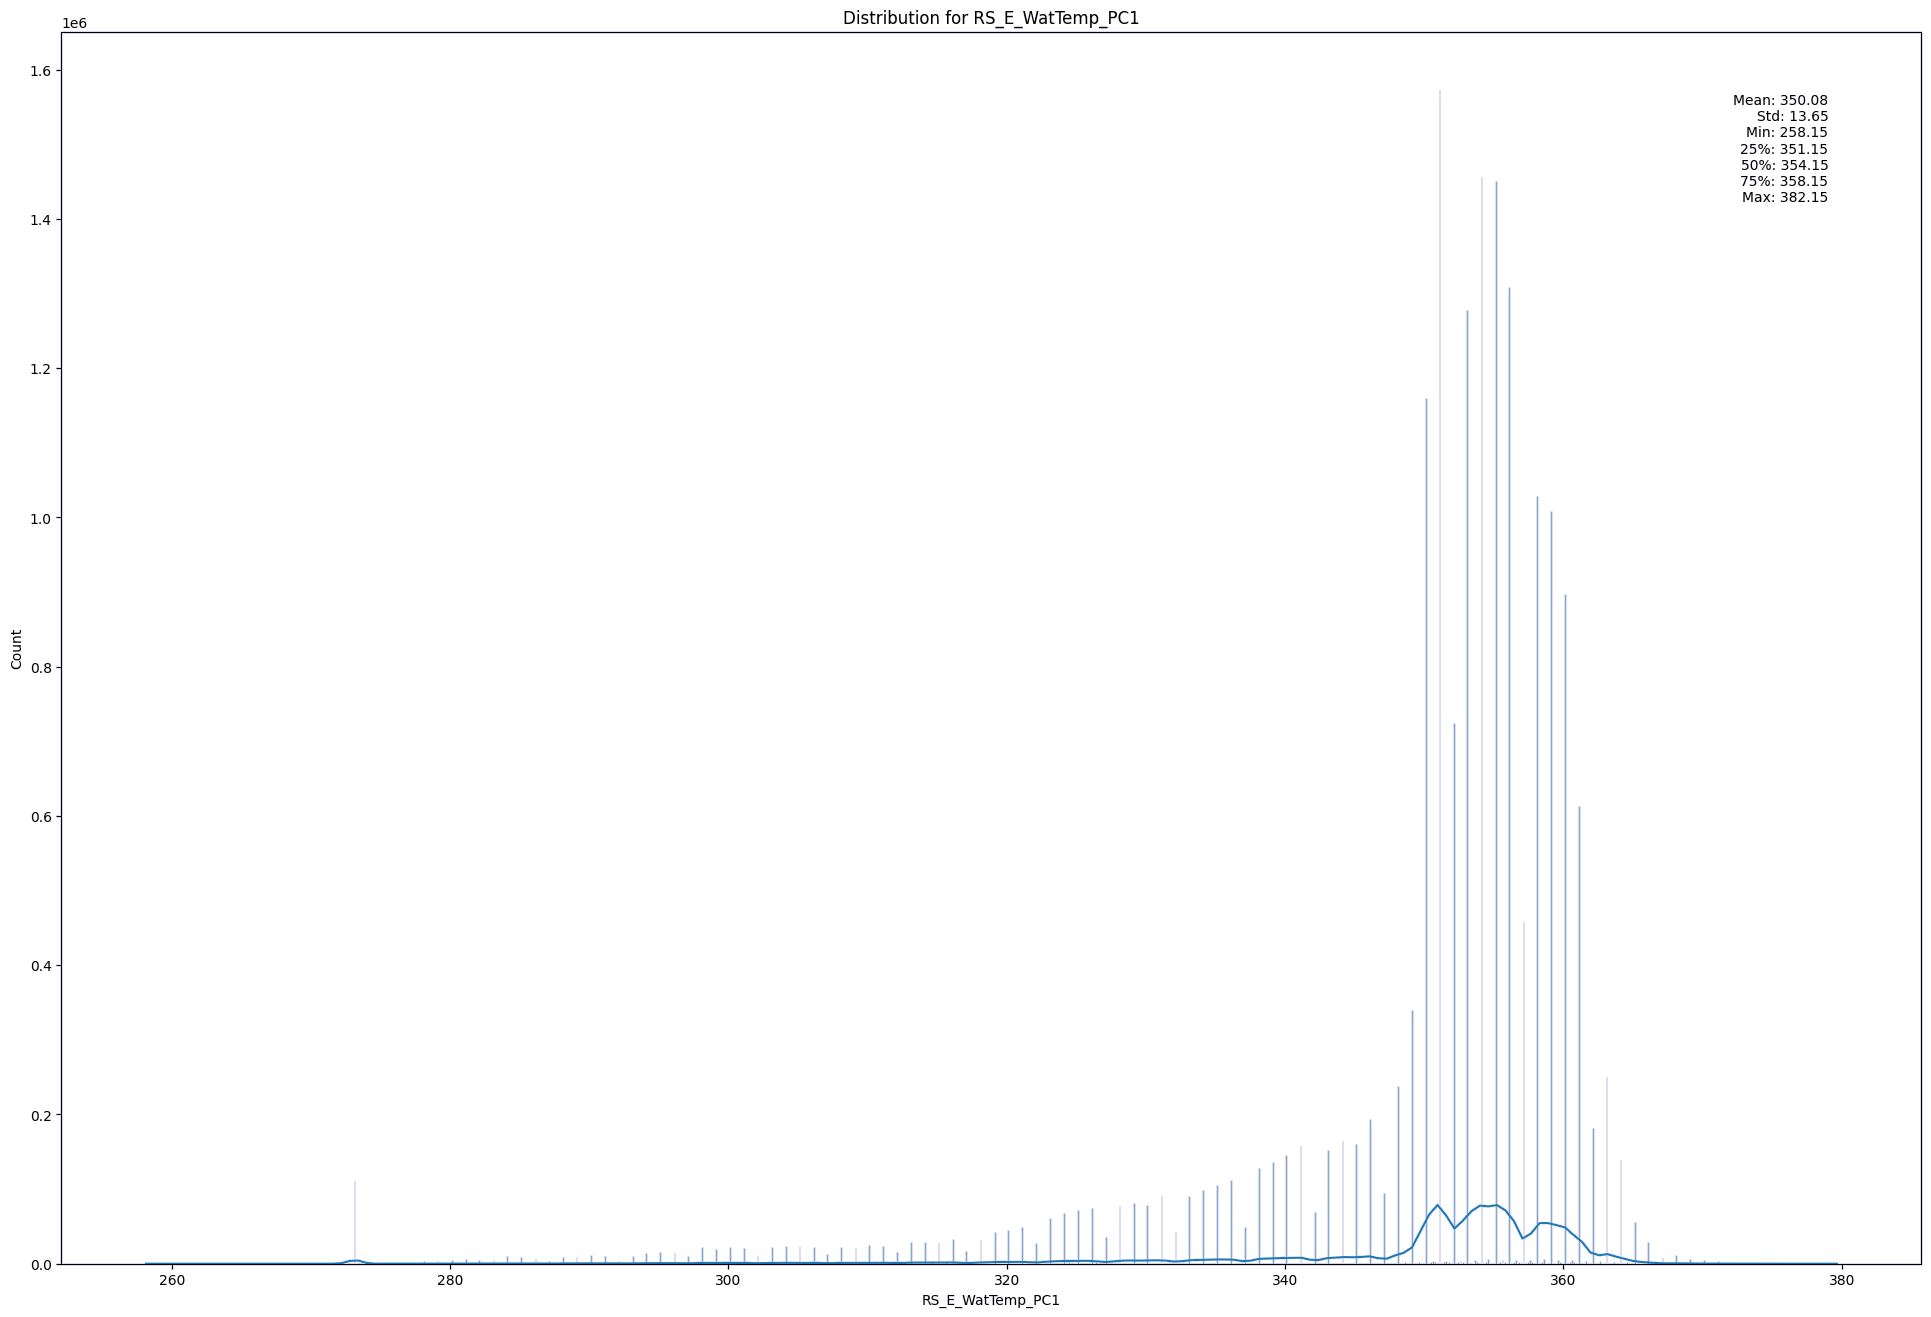 Distribution for RS_E_WatTemp_PC1
1e6
1.6
1.4
1.2
1.0
0.8
0.6
0.4
0.2
0.0
Count
Mean: 350.08
Std: 13.65
Min: 258.15
25%: 351.15
50%: 354.15
75%: 358.15
Max: 382.15
260 280 300 320 340 360 380
RS_E_WatTemp_PC1